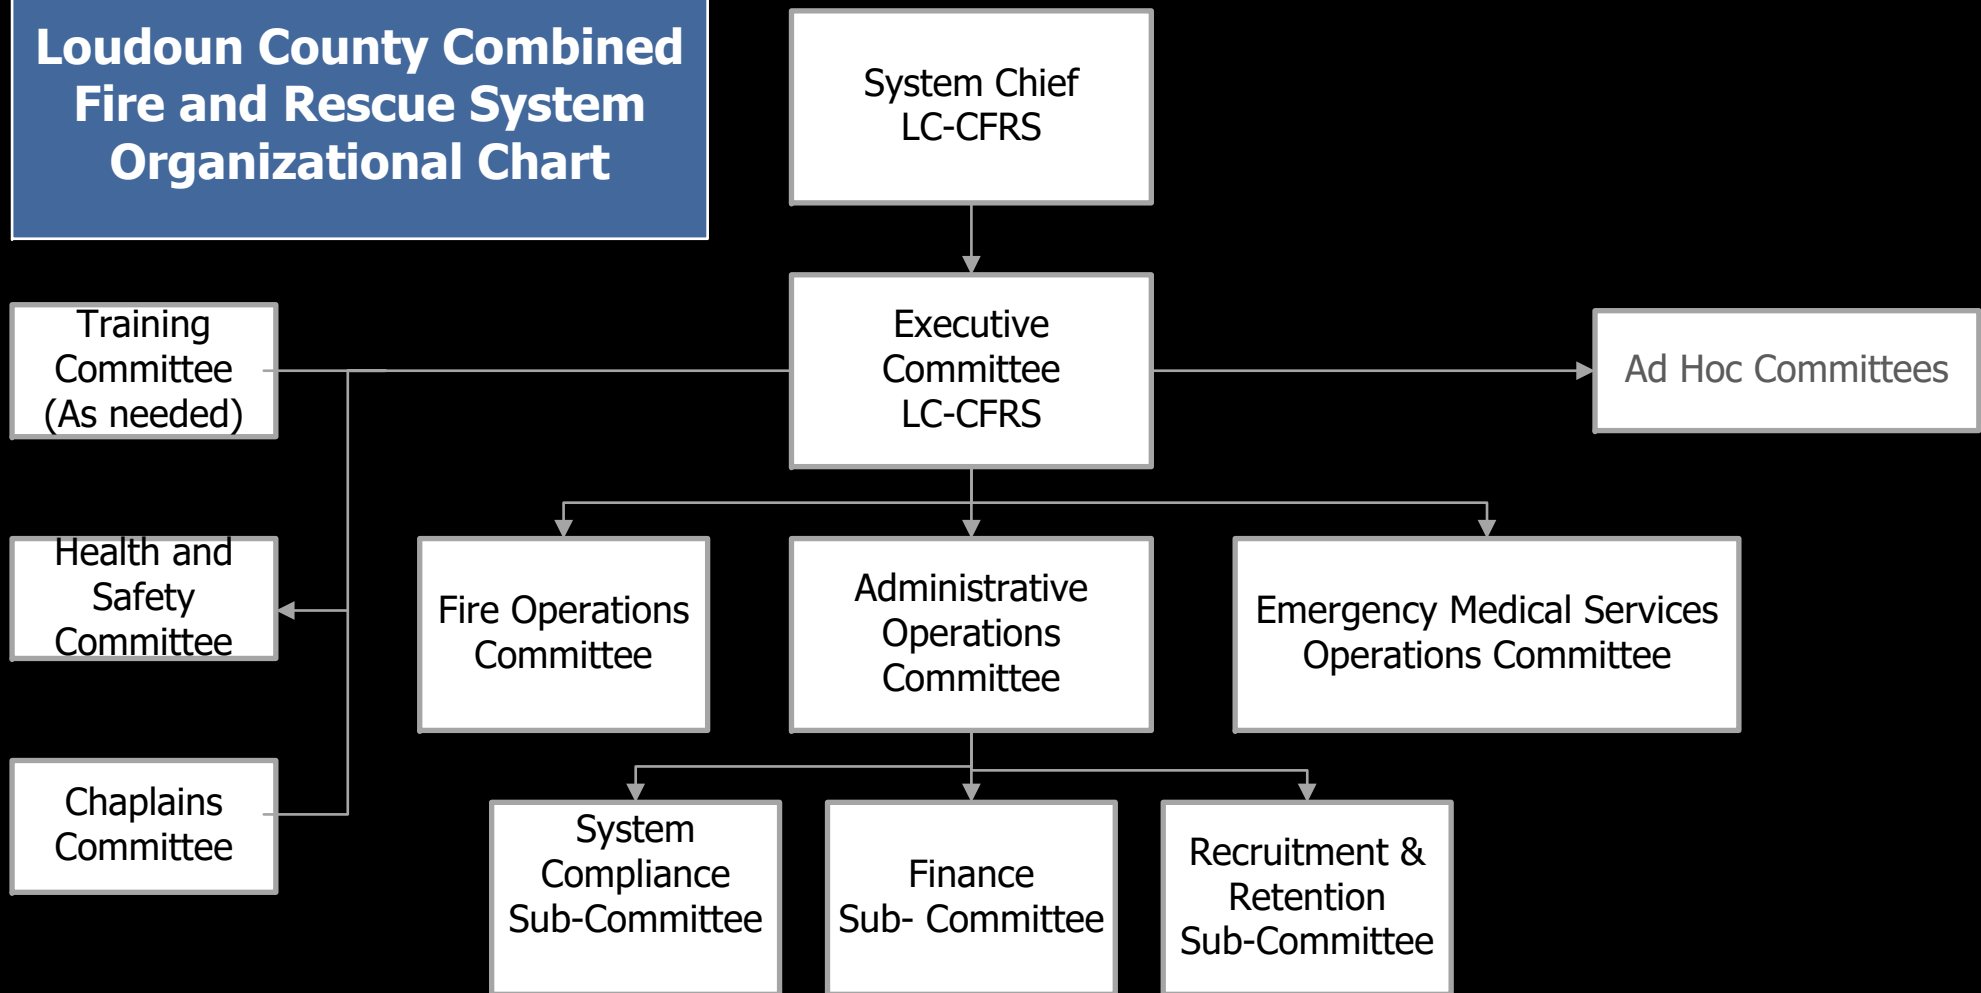 Loudoun County Combined
Fire and Rescue System
Organizational Chart
System Chief
LC-CFRS
Training
Committee
(As needed)
Executive
Committee
LC-CFRS
Ad Hoc Committees
Health and
Safety
Committee
Fire Operations
Committee
Administrative
Operations
Committee
Emergency Medical Services
Operations Committee
Chaplains
Committee
System
Compliance
Sub-Committee
Finance
Sub- Committee
Recruitment &
Retention
Sub-Committee